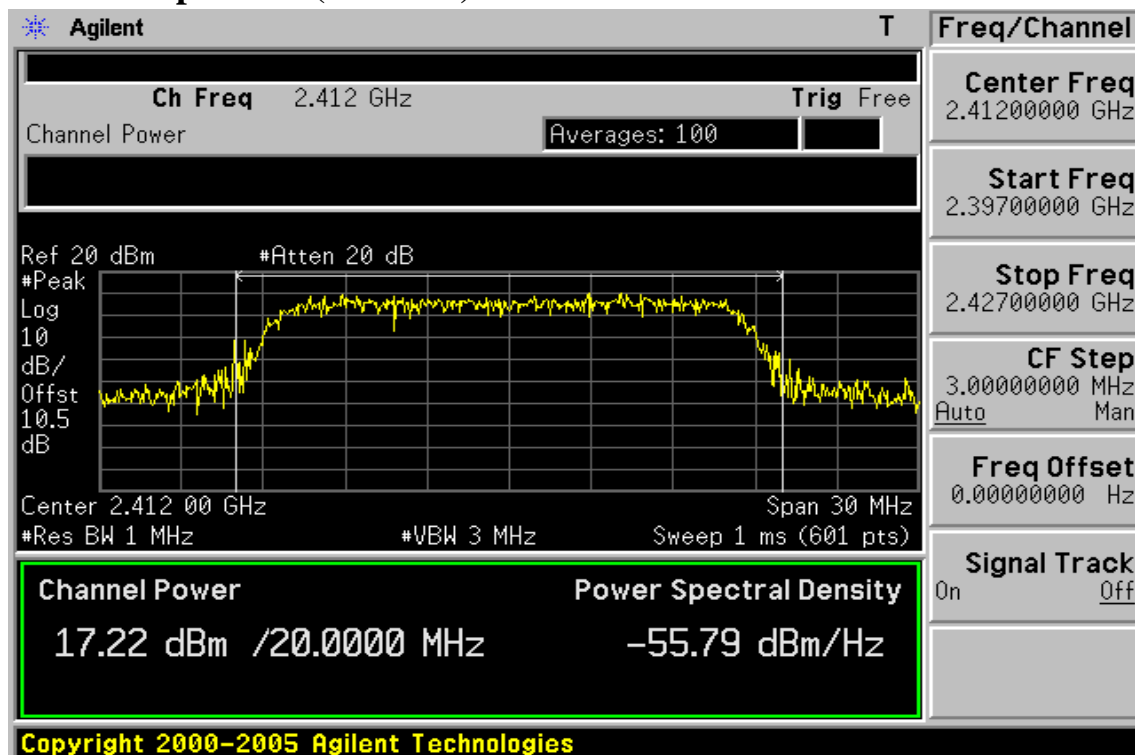 Agilent T
Ch Freq 2.412 GHz Trig Free
Channel Power Averages: 100
Ref 20 dBm #Atten 20 dB
#Peak
Log
10
dB/
Offst
10.5
dB
Center 2.412 00 GHz Span 30 MHz
#Res BW 1 MHz #VBW 3 MHz Sweep 1 ms (601 pts)
Channel Power Power Spectral Density
17.22 dBm /20.0000 MHz -55.79 dBm/Hz
Copyright 2000-2005 Agilent Technologies
Freq/Channel
Center Freq
2.41200000 GHz
Start Freq
2.39700000 GHz
Stop Freq
2.42700000 GHz
CF Step
3.00000000 MHz
Auto Man
Freq Offset
0.00000000 Hz
Signal Track
On Off